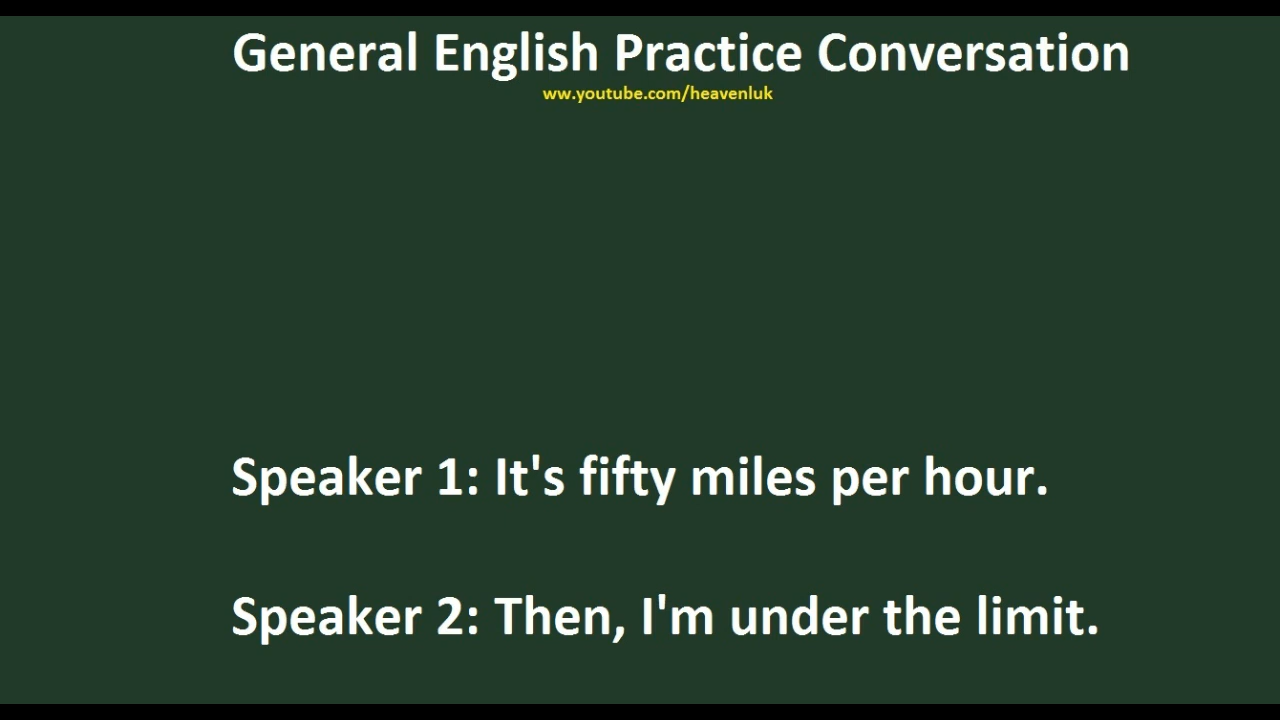 General English Practice Conversation
ww.youtube.com/heavenluk
Speaker 1: It's fifty miles per hour.
Speaker 2: Then, I'm under the limit.